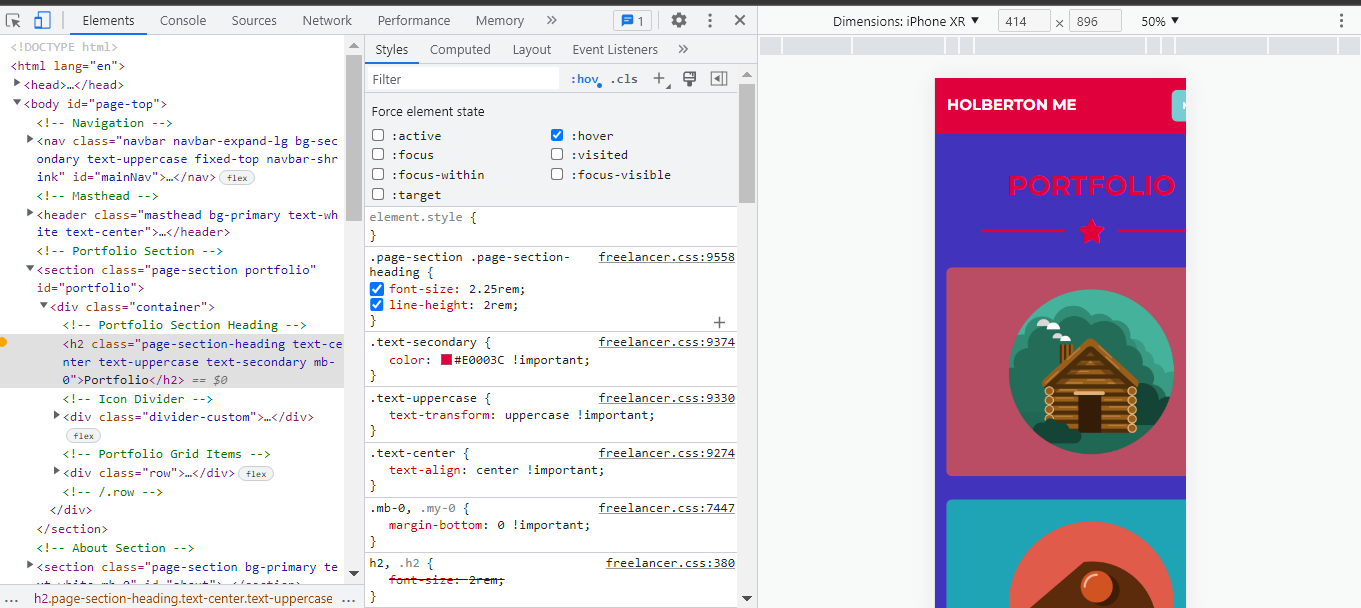 Elements Console Sources Network Performance Memory » 1
<!DOCTYPE html>
<html lang="en">
<head>…</head>
<body id="page-top">
<!-- Navigation -->
<nav class="navbar navbar-expand-lg bg-sec
ondary text-uppercase fixed-top navbar-shr
ink" id="mainNav">…</nav> flex
<!-- Masthead -->
<header class="masthead bg-primary text-wh
ite text-center">…</header>
<!-- Portfolio Section -->
<section class="page-section portfolio"
id="portfolio">
<div class="container">
<!-- Portfolio Section Heading -->
<h2 class="page-section-heading text-ce
nter text-uppercase text-secondary mb-
0">Portfolio</h2> == $0
<!-- Icon Divider -->
<div class="divider-custom">…</div>
flex
<!-- Portfolio Grid Items -->
<div class="row">…</div> flex
<!-- /.row -->
</div>
</section>
<!-- About Section -->
<section class="page-section bg-primary te
… h2.page-section-heading.text-center.text-uppercase …
Styles Computed Layout Event Listeners »
Filter :hov .cls +
Force element state
:active :hover
:focus :visited
:focus-within :focus-visible
:target
element.style {
}
.page-section .page-section- freelancer.css:9558
heading {
font-size: 2.25rem;
line-height: 2rem;
}
.text-secondary { freelancer.css:9374
color: #E0003C !important;
}
.text-uppercase { freelancer.css:9330
text-transform: uppercase !important;
}
.text-center { freelancer.css:9274
text-align: center !important;
}
.mb-0, .my-0 { freelancer.css:7447
margin-bottom: 0 !important;
}
h2, .h2 { freelancer.css:380
font-size: 2rem;
}
Dimensions: iPhone XR ▼ 414 × 896 50% ▼
HOLBERTON ME
PORTFOLIO